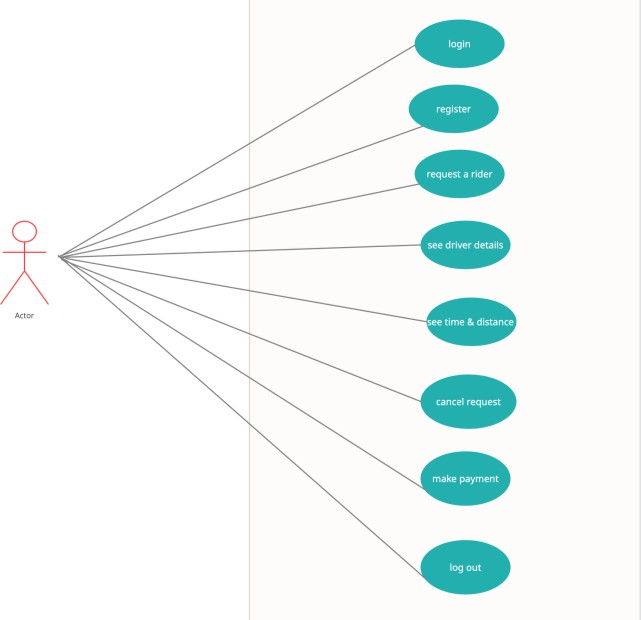 login
register
request a rider
see driver details
Actor
see time & distance
cancel request
make payment
log out